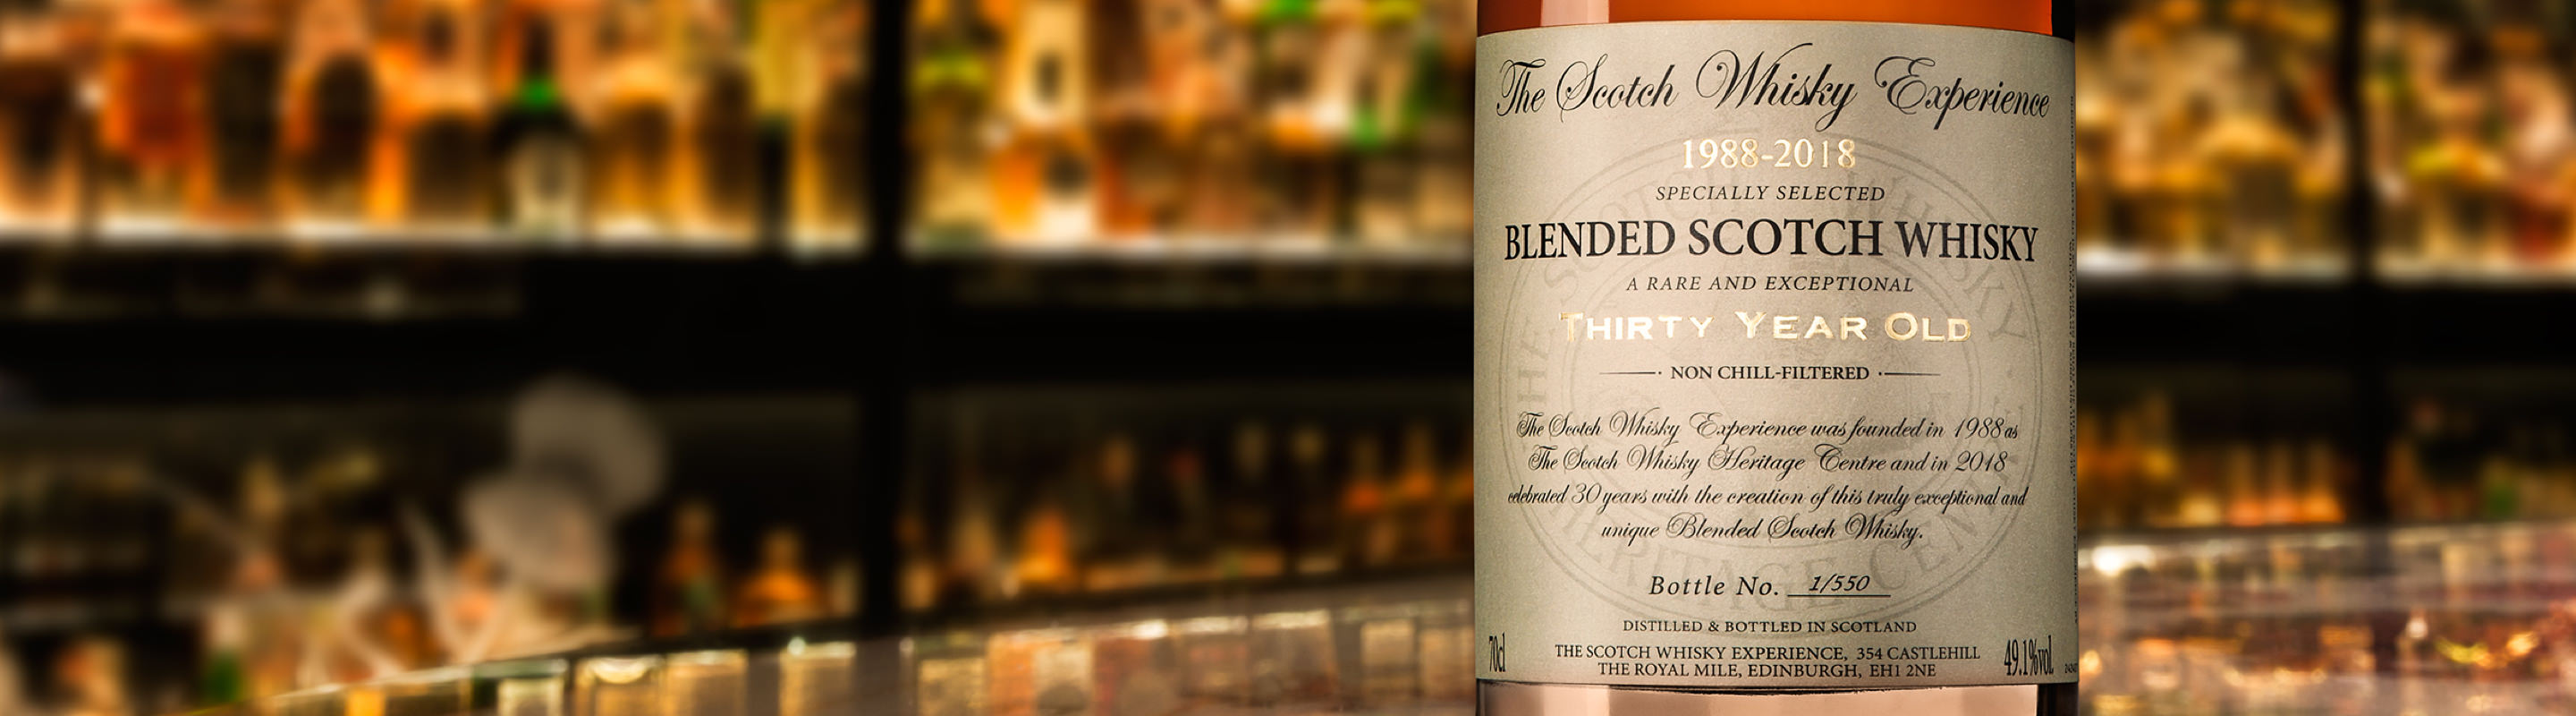 The Scotch Whisky Experience
1988-2018
SPECIALLY SELECTED
BLENDED SCOTCH WHISKY
A RARE AND EXCEPTIONAL
THIRTY YEAR OLD
NON CHILL-FILTERED
The Scotch Whisky Experience was founded in 1988 as
The Scotch Whisky Heritage Centre and in 2018
celebrated 30 years with the creation of this truly exceptional and
unique Blended Scotch Whisky.
Bottle No. 1/550
DISTILLED & BOTTLED IN SCOTLAND
70cl
THE SCOTCH WHISKY EXPERIENCE, 354 CASTLEHILL
THE ROYAL MILE, EDINBURGH, EH1 2NE
49.1%vol.